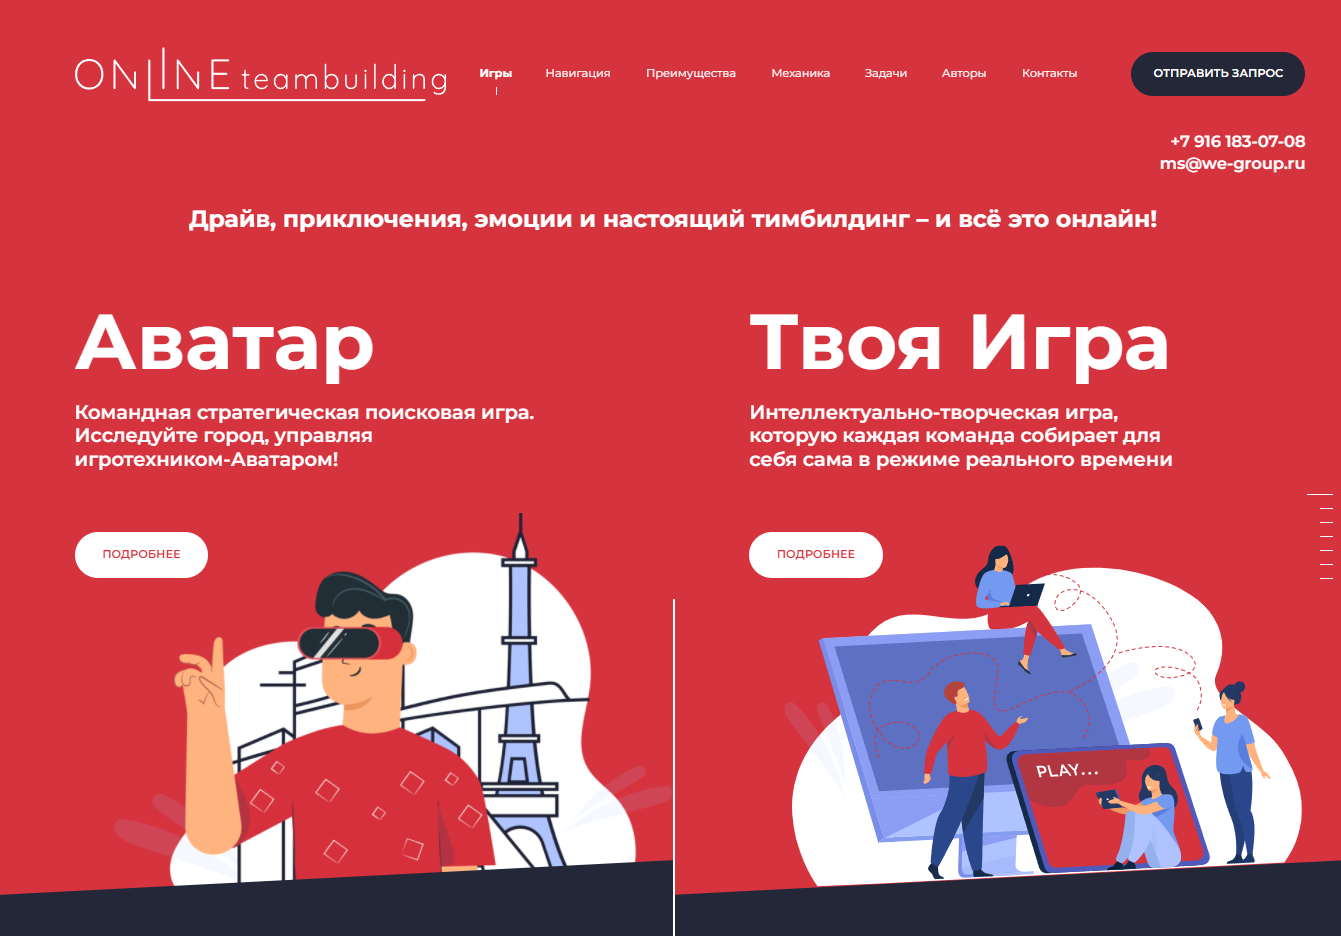 ONLINE teambuilding
Игры
Навигация
Преимущества
Механика
Задачи
Авторы
Контакты
ОТПРАВИТЬ ЗАПРОС
+7 916 183-07-08
ms@we-group.ru
Драйв, приключения, эмоции и настоящий тимбилдинг – и всё это онлайн!
Аватар
Командная стратегическая поисковая игра.
Исследуйте город, управляя
игротехником-Аватаром!
ПОДРОБНЕЕ
Твоя Игра
Интеллектуально-творческая игра,
которую каждая команда собирает для
себя сама в режиме реального времени
ПОДРОБНЕЕ
PLAY...